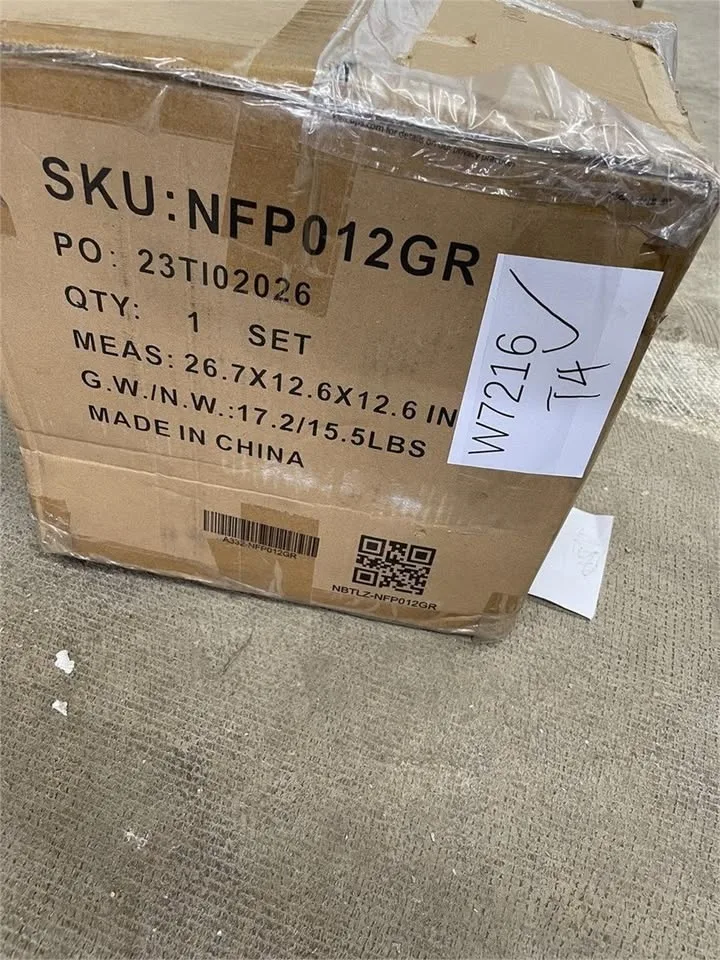 SKU:NFP012GR
PO: 23TI02026
QTY: 1 SET
MEAS: 26.7X12.6X12.6 IN
G.W./N.W.:17.2/15.5LBS
MADE IN CHINA
W7216
T4
A332-NFP012GR
NBTLZ-NFP012GR